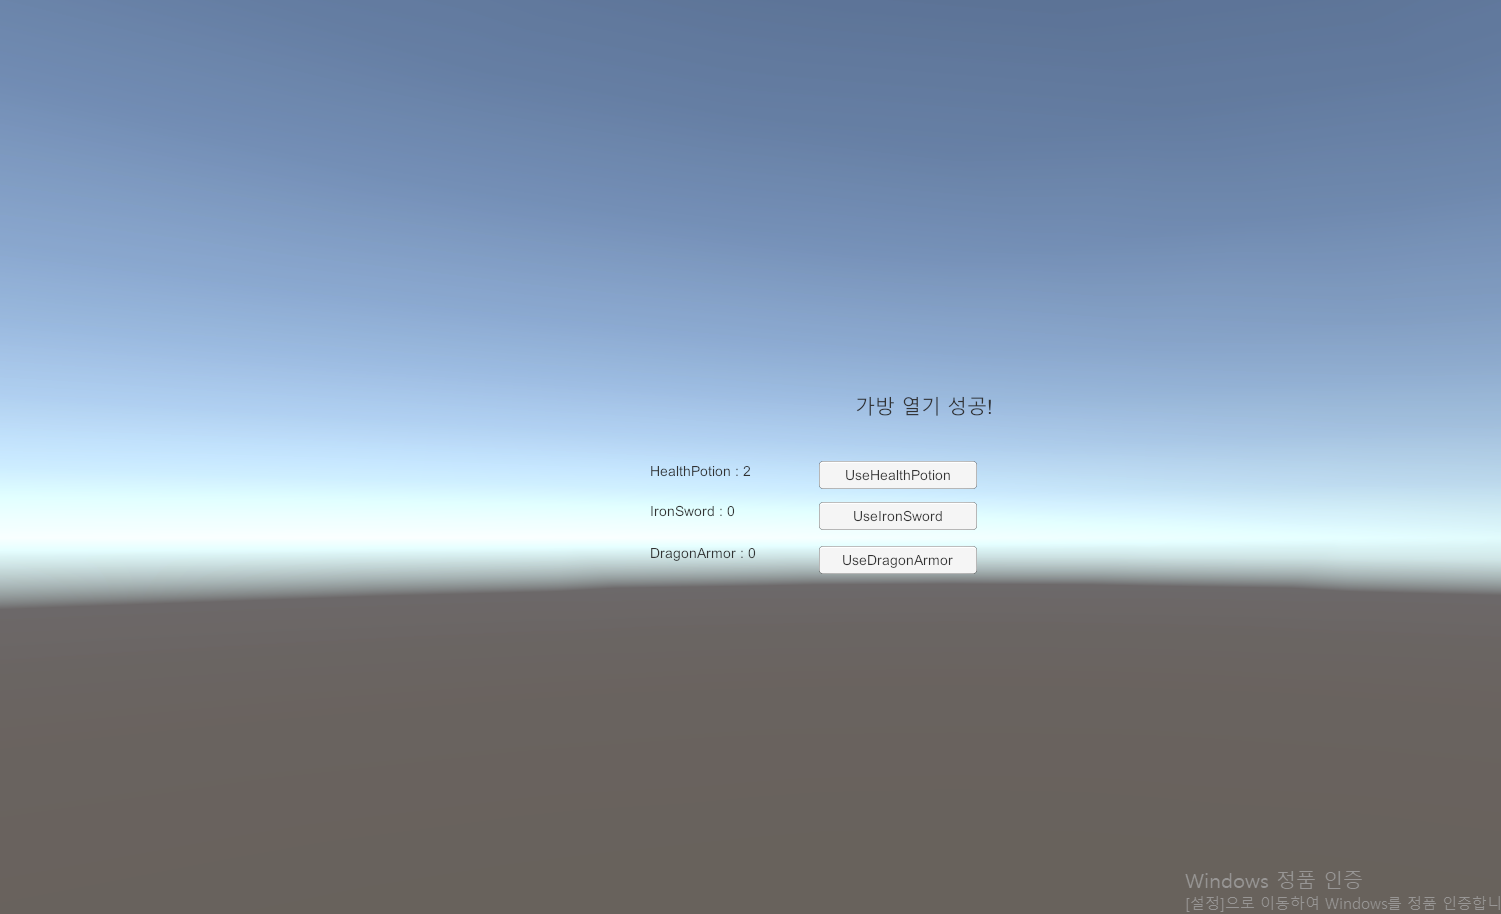 가방 열기 성공!
HealthPotion : 2
UseHealthPotion
IronSword : 0
UseIronSword
DragonArmor : 0
UseDragonArmor
Windows 정품 인증
[설정]으로 이동하여 Windows를 정품 인증합니